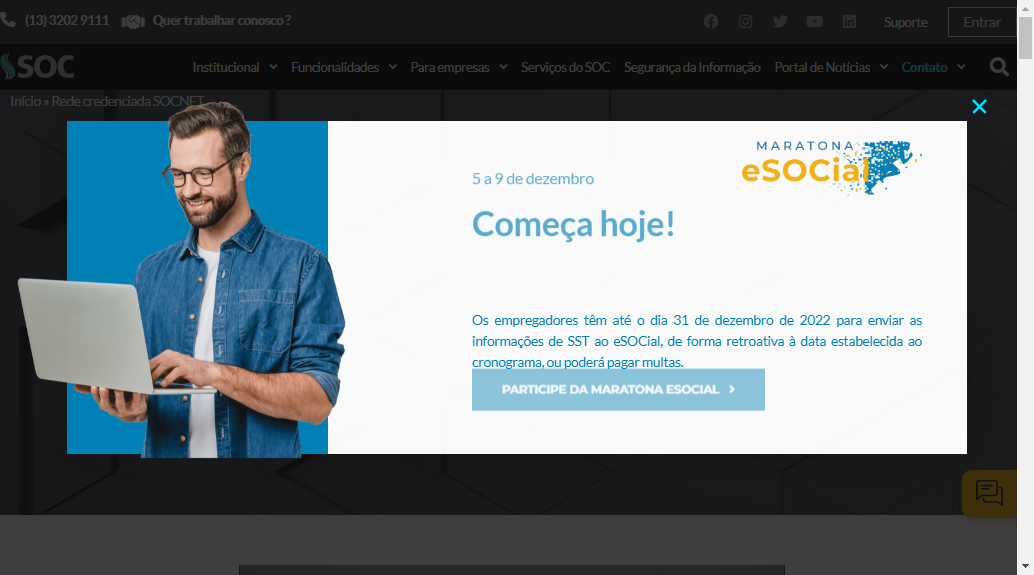 (13) 3202 9111 Quer trabalhar conosco ? Suporte Entrar
SOC Institucional Funcionalidades Para empresas Serviços do SOC Segurança da Informação Portal de Notícias Contato
Início » Rede credenciada SOCNET
MARATONA
eSOCial
5 a 9 de dezembro
Começa hoje!
Os empregadores têm até o dia 31 de dezembro de 2022 para enviar as
informações de SST ao eSOCial, de forma retroativa à data estabelecida ao
cronograma, ou poderá pagar multas.
PARTICIPE DA MARATONA ESOCIAL